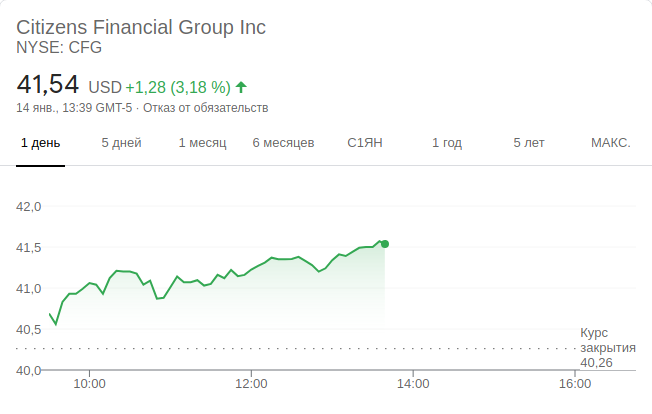 Citizens Financial Group Inc
NYSE: CFG
41,54 USD +1,28 (3,18 %)
14 янв., 13:39 GMT-5 · Отказ от обязательств
1 день 5 дней 1 месяц 6 месяцев С1ЯН 1 год 5 лет МАКС.
42,0
41,5
41,0
40,5
Курс
закрытия
40,26
40,0
10:00 12:00 14:00 16:00